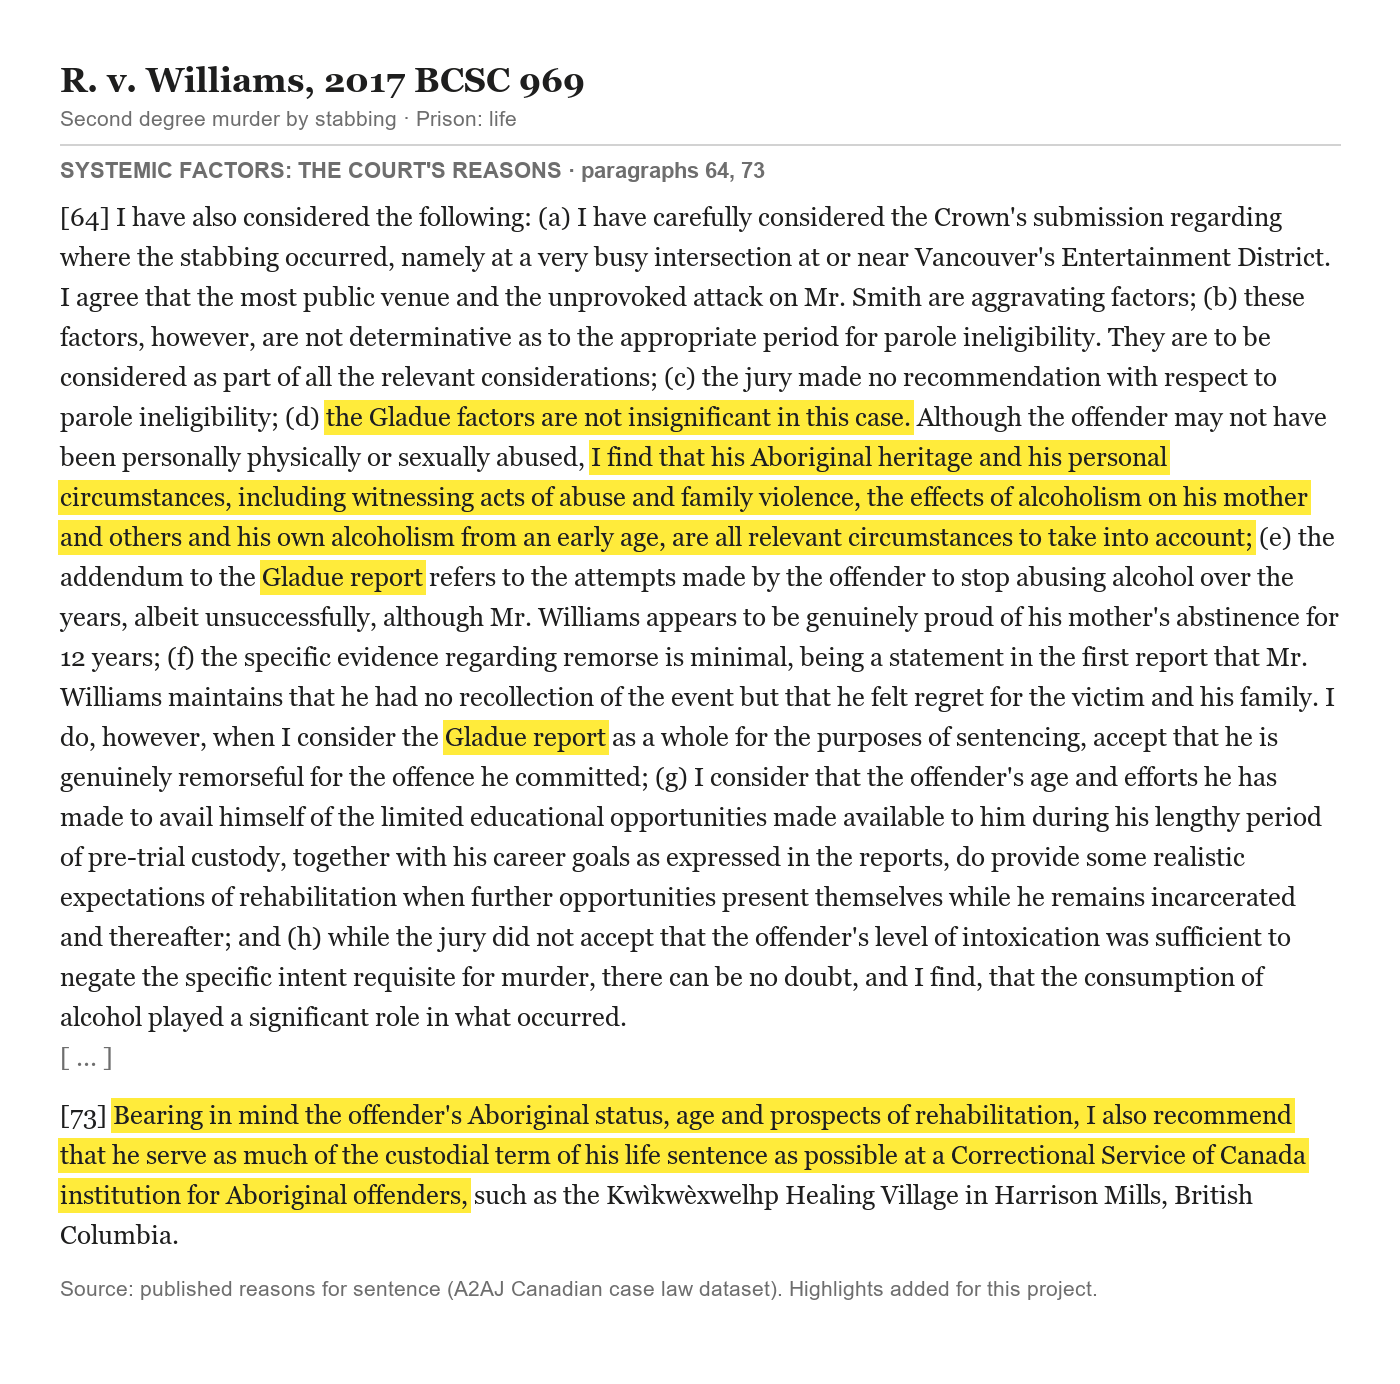 R. v. Williams, 2017 BCSC 969
Second degree murder by stabbing · Prison: life
SYSTEMIC FACTORS: THE COURT'S REASONS · paragraphs 64, 73
[64] I have also considered the following: (a) I have carefully considered the Crown's submission regarding
where the stabbing occurred, namely at a very busy intersection at or near Vancouver's Entertainment District.
I agree that the most public venue and the unprovoked attack on Mr. Smith are aggravating factors; (b) these
factors, however, are not determinative as to the appropriate period for parole ineligibility. They are to be
considered as part of all the relevant considerations; (c) the jury made no recommendation with respect to
parole ineligibility; (d) the Gladue factors are not insignificant in this case. Although the offender may not have
been personally physically or sexually abused, I find that his Aboriginal heritage and his personal
circumstances, including witnessing acts of abuse and family violence, the effects of alcoholism on his mother
and others and his own alcoholism from an early age, are all relevant circumstances to take into account; (e) the
addendum to the Gladue report refers to the attempts made by the offender to stop abusing alcohol over the
years, albeit unsuccessfully, although Mr. Williams appears to be genuinely proud of his mother's abstinence for
12 years; (f) the specific evidence regarding remorse is minimal, being a statement in the first report that Mr.
Williams maintains that he had no recollection of the event but that he felt regret for the victim and his family. I
do, however, when I consider the Gladue report as a whole for the purposes of sentencing, accept that he is
genuinely remorseful for the offence he committed; (g) I consider that the offender's age and efforts he has
made to avail himself of the limited educational opportunities made available to him during his lengthy period
of pre-trial custody, together with his career goals as expressed in the reports, do provide some realistic
expectations of rehabilitation when further opportunities present themselves while he remains incarcerated
and thereafter; and (h) while the jury did not accept that the offender's level of intoxication was sufficient to
negate the specific intent requisite for murder, there can be no doubt, and I find, that the consumption of
alcohol played a significant role in what occurred.
[ ... ]
[73] Bearing in mind the offender's Aboriginal status, age and prospects of rehabilitation, I also recommend
that he serve as much of the custodial term of his life sentence as possible at a Correctional Service of Canada
institution for Aboriginal offenders, such as the Kwìkwèxwelhp Healing Village in Harrison Mills, British
Columbia.
Source: published reasons for sentence (A2AJ Canadian case law dataset). Highlights added for this project.